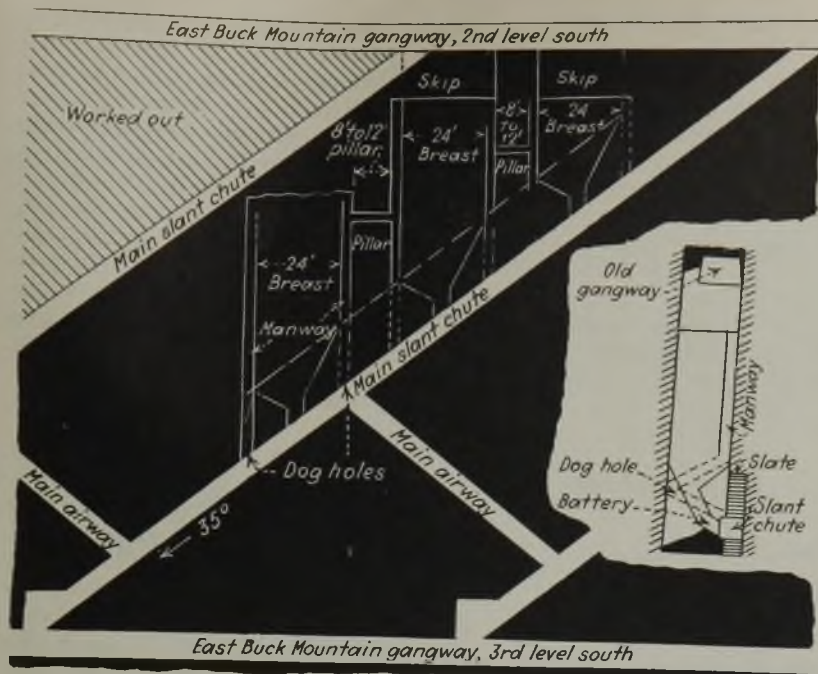 East Buck Mountain gangway, 2nd level south
Worked out
Main slant chute
Skip
Skip
8' to 12'
pillar
24'
Breast
8'
to
12'
24'
Breast
Pillar
Pillar
24'
Breast
Manway
Main slant chute
Dog holes
35°
Main airway
Main airway
Old
gangway
Manway
Dog hole
Slate
Battery
Slant
chute
East Buck Mountain gangway, 3rd level south